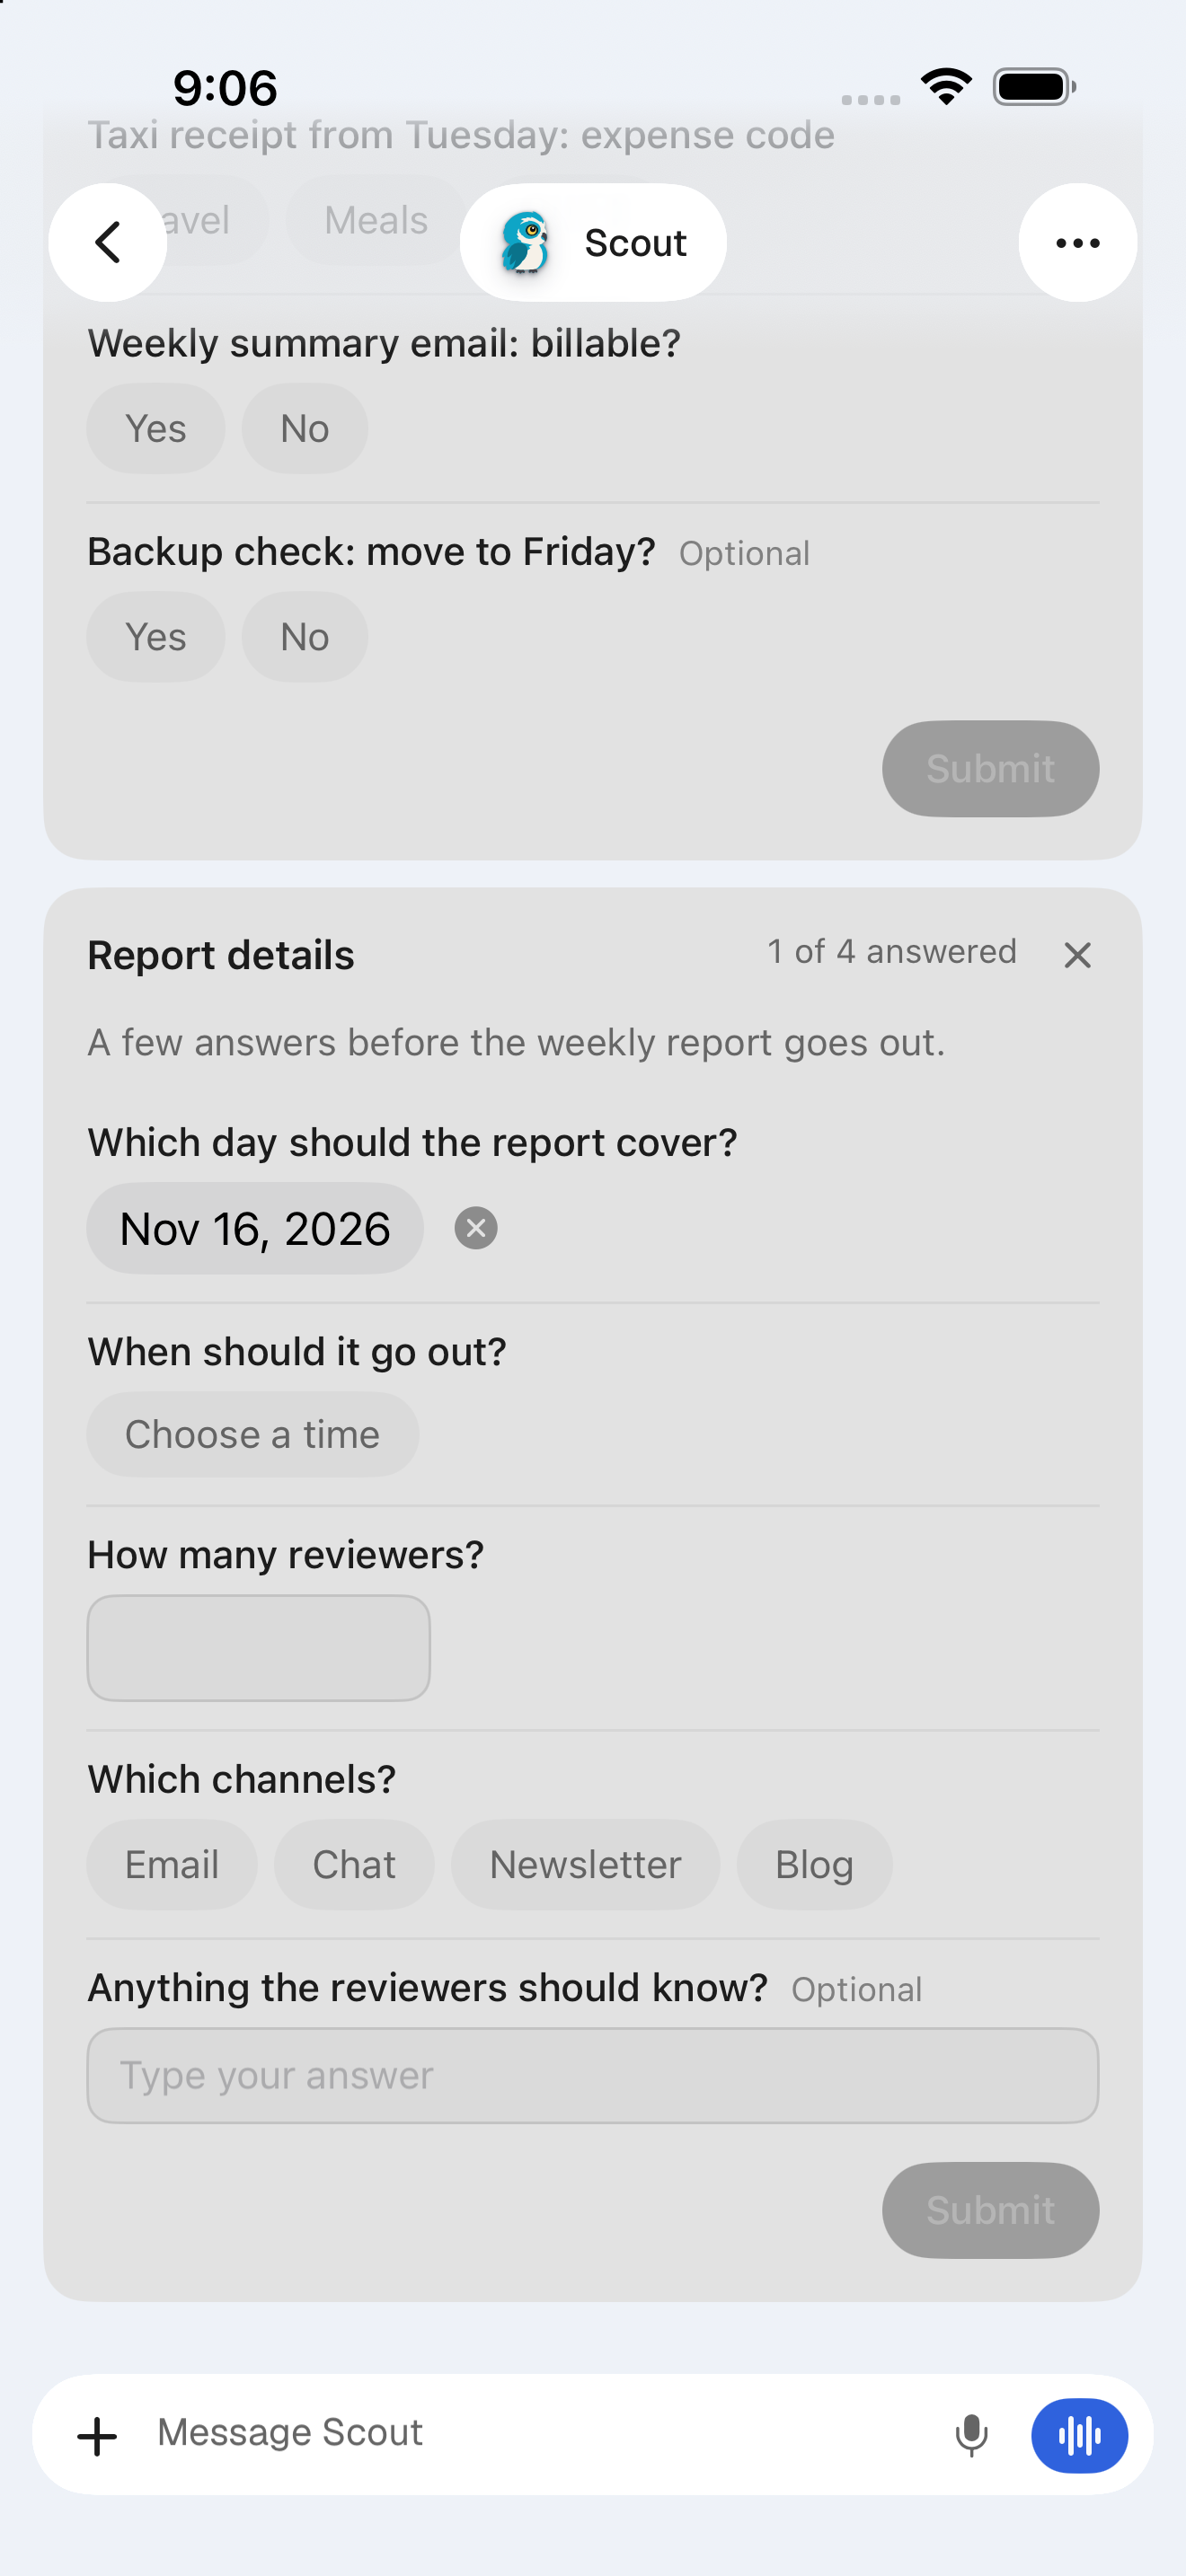 9:06
Taxi receipt from Tuesday: expense code
avel Meals
Scout
Weekly summary email: billable?
Yes No
Backup check: move to Friday? Optional
Yes No
Submit
Report details 1 of 4 answered
A few answers before the weekly report goes out.
Which day should the report cover?
Nov 16, 2026
When should it go out?
Choose a time
How many reviewers?
Which channels?
Email Chat Newsletter Blog
Anything the reviewers should know? Optional
Type your answer
Submit
Message Scout